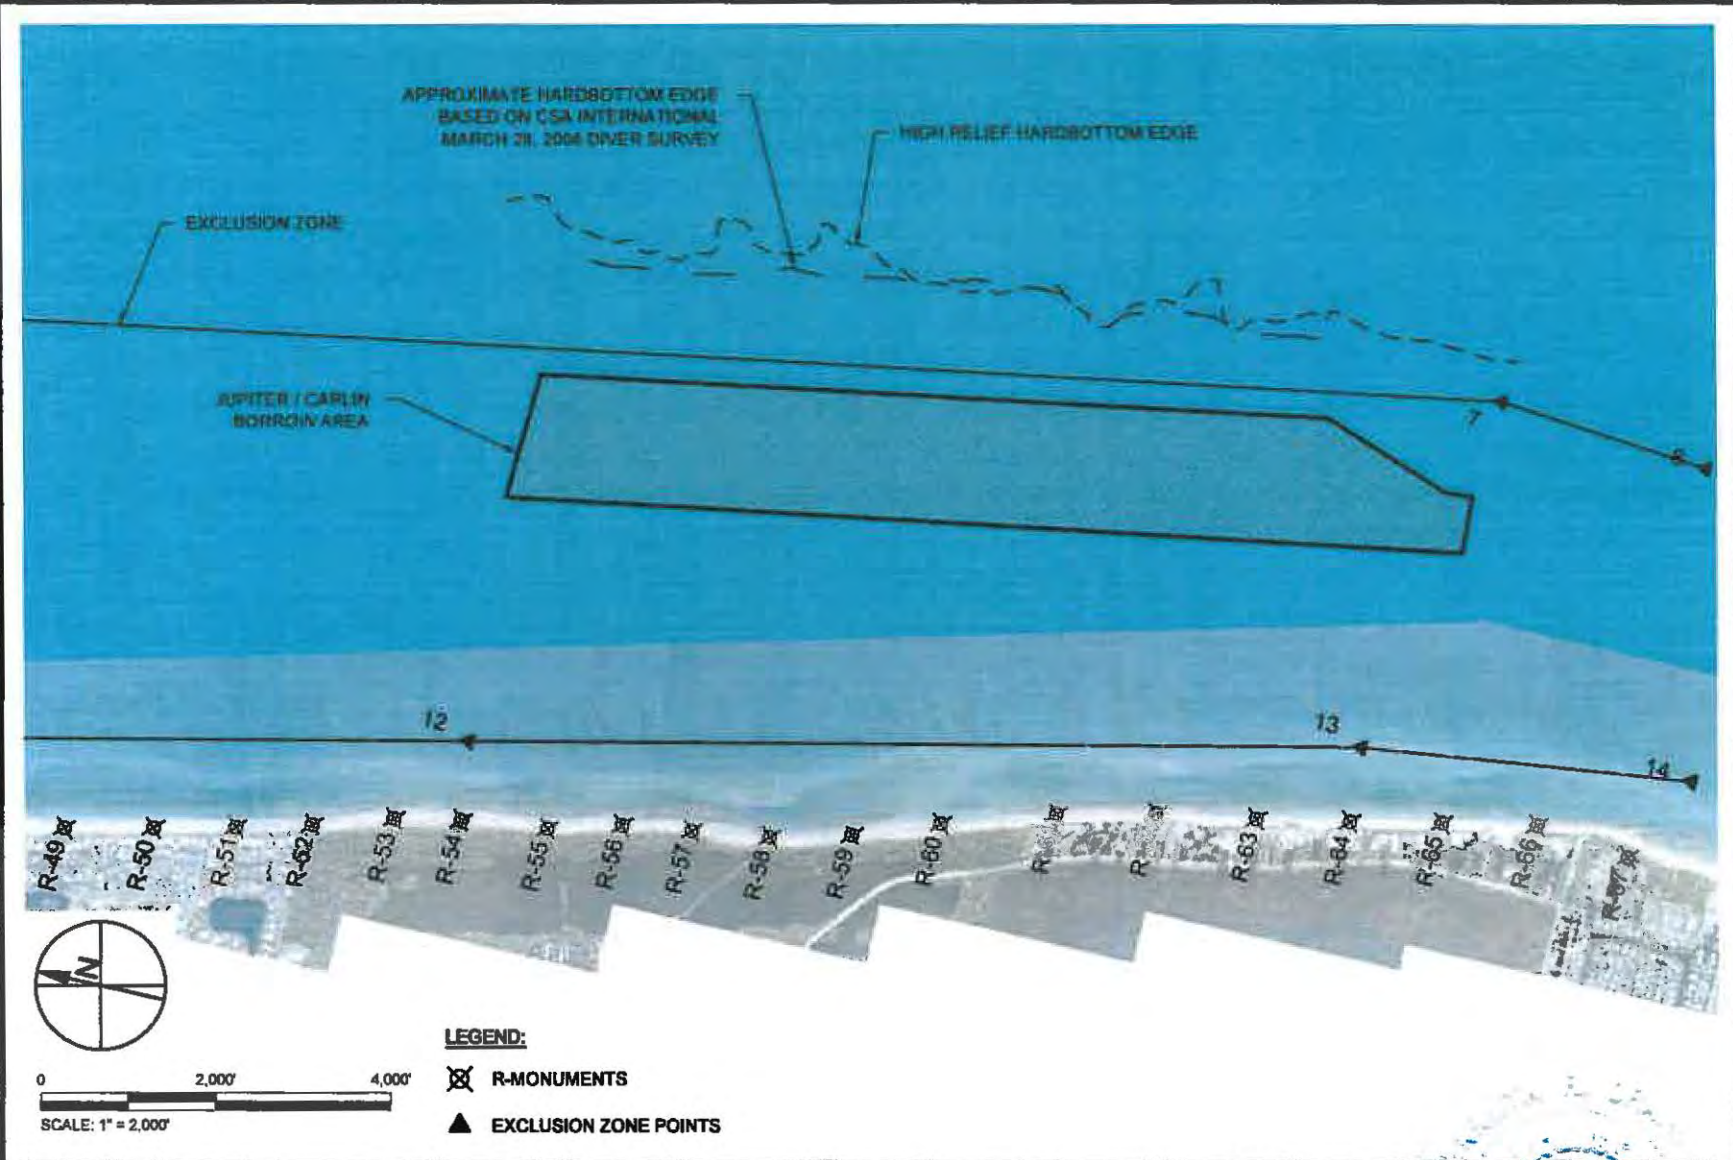 APPROXIMATE HARDBOTTOM EDGE
BASED ON CSA INTERNATIONAL
MARCH 28, 2006 DIVER SURVEY
HIGH RELIEF HARDBOTTOM EDGE
EXCLUSION ZONE
JUPITER / CARLIN
BORROW AREA
7
6
12
13
14
R-49
R-50
R-51
R-52
R-53
R-54
R-55
R-56
R-57
R-58
R-59
R-60
R-63
R-64
R-65
R-66
R-67
N
0 2,000' 4,000'
SCALE: 1" = 2,000'
LEGEND:
R-MONUMENTS
EXCLUSION ZONE POINTS